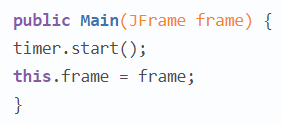 public Main(JFrame frame) {
timer.start();
this.frame = frame;
}